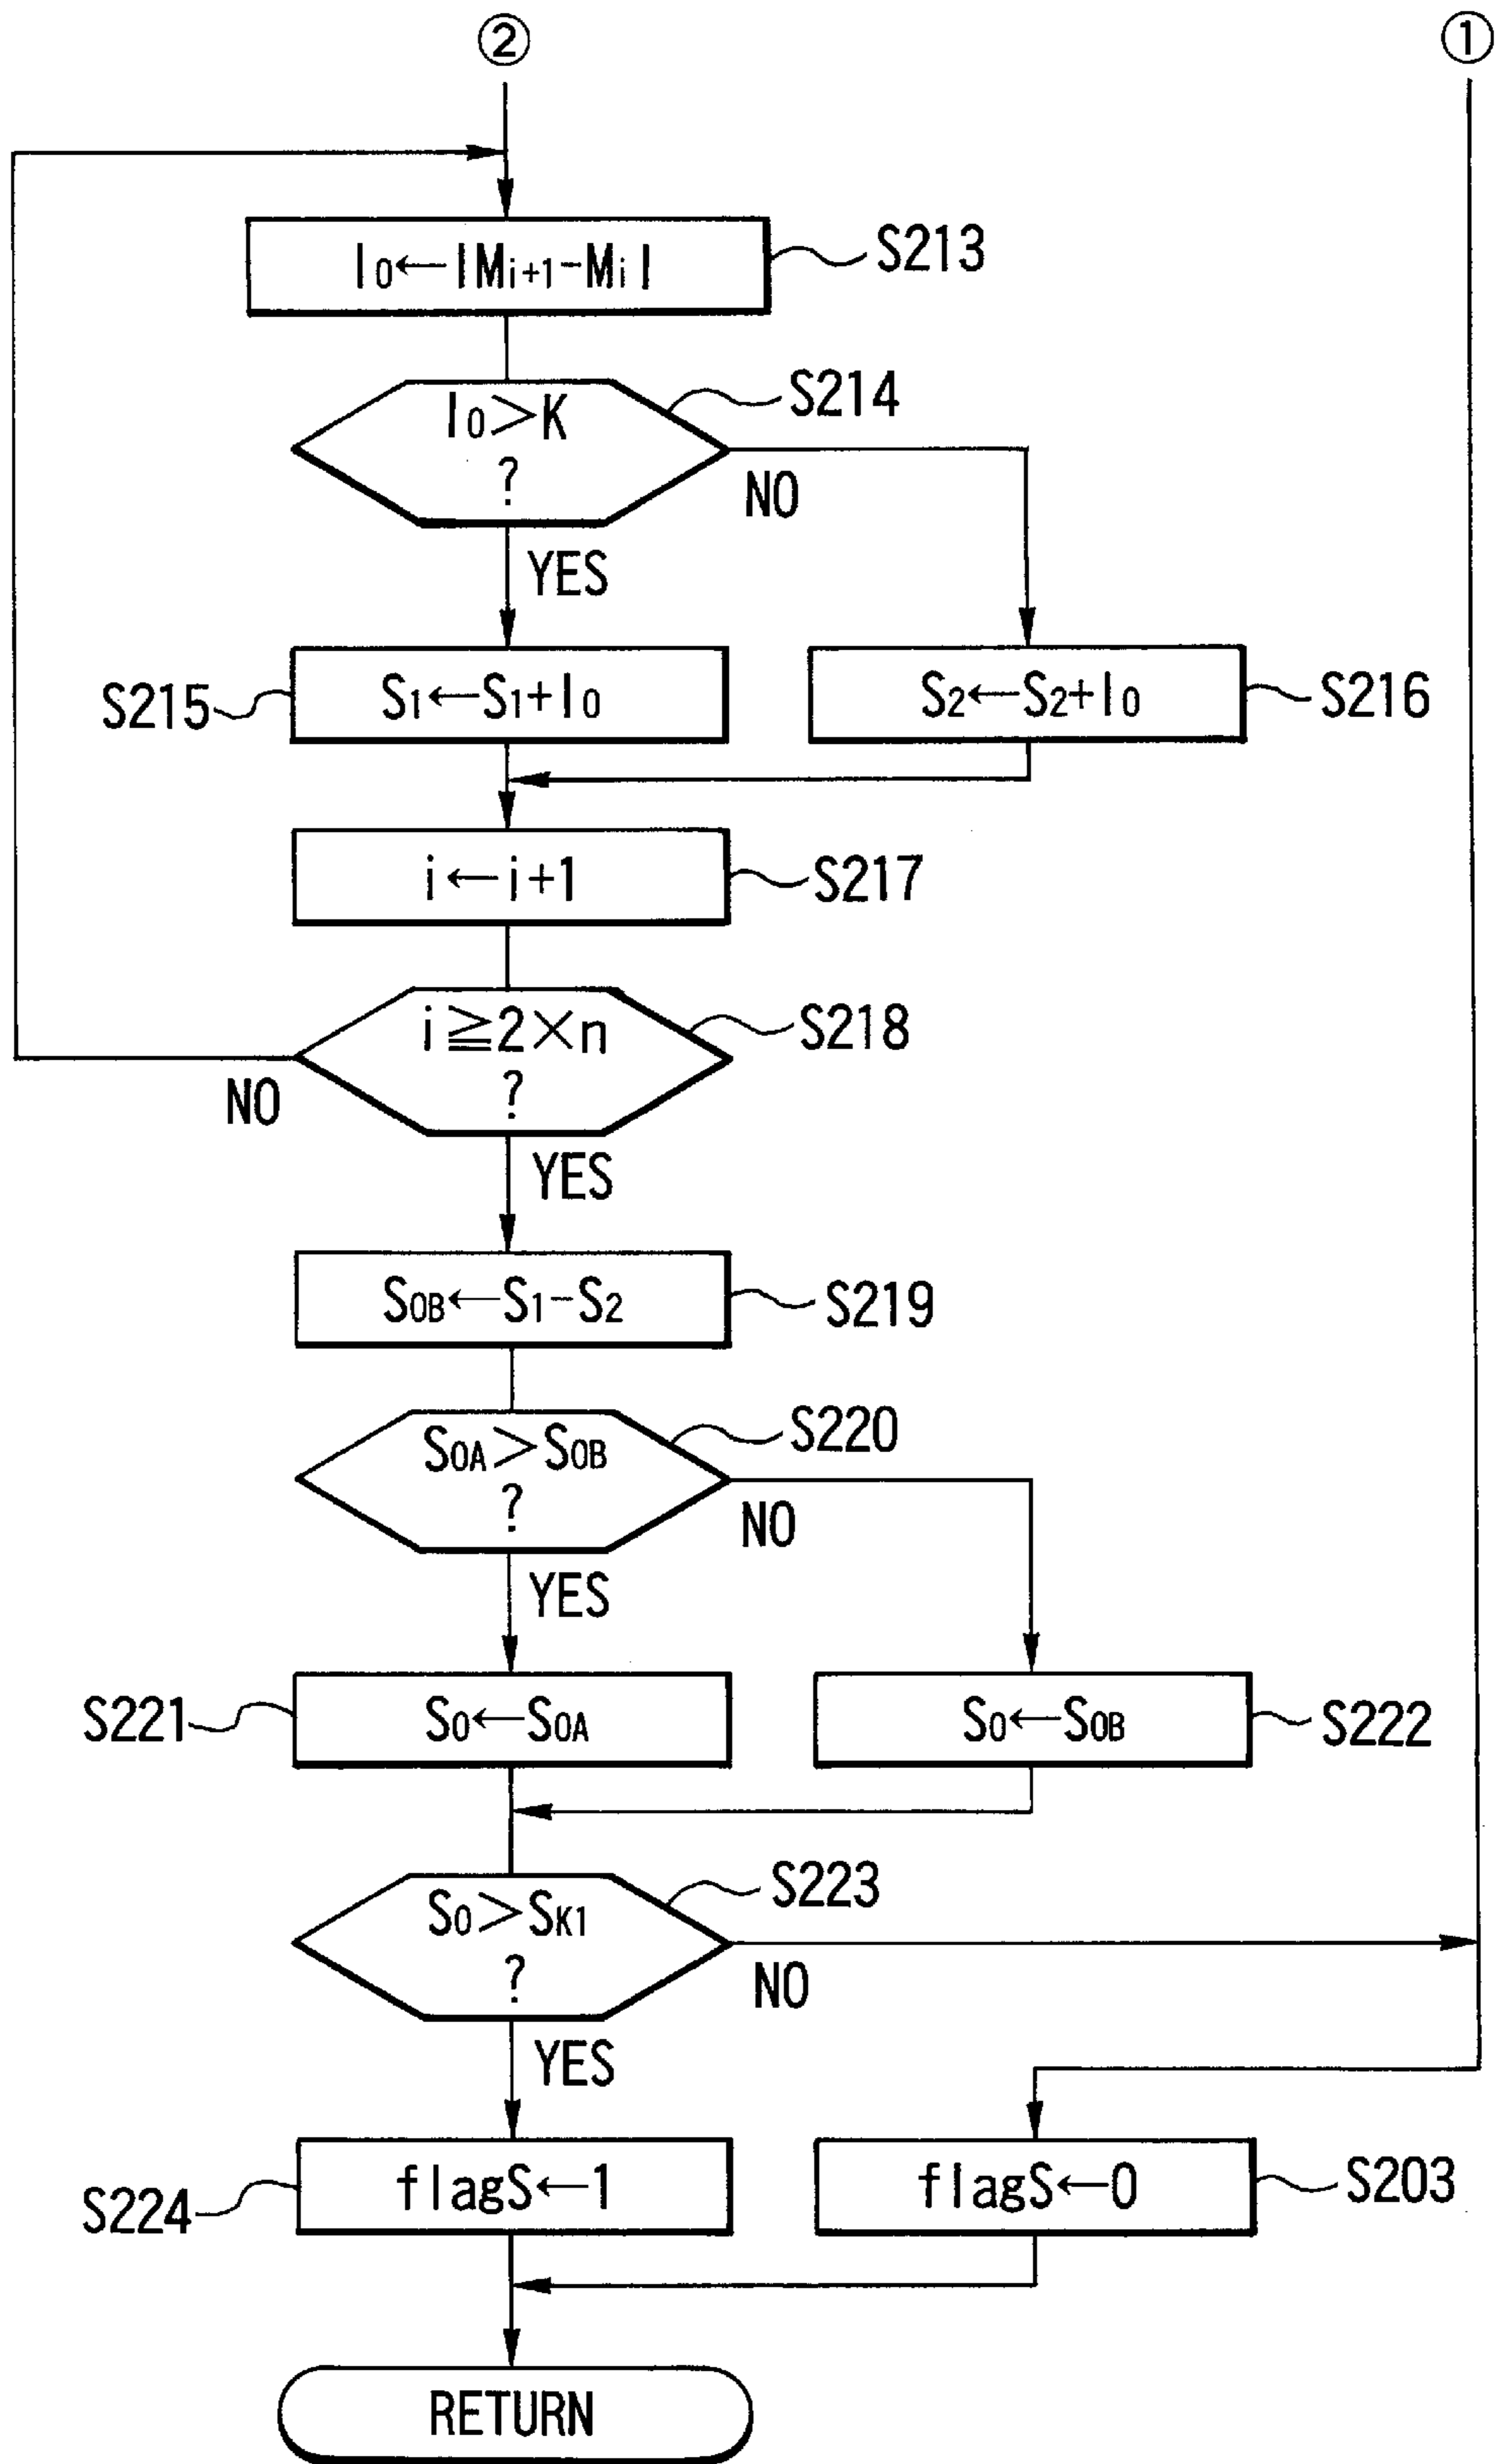 ② ①
I₀←|Mᵢ₊₁−Mᵢ| S213
I₀>K S214
?
NO
YES
S215 S₁←S₁+I₀ S₂←S₂+I₀ S216
i←i+1 S217
i≧2×n S218
?
NO
YES
S0B←S₁−S₂ S219
S0A>S0B S220
?
NO
YES
S221 S₀←S0A S₀←S0B S222
S₀>SK1 S223
?
NO
YES
S224 flagS←1 flagS←0 S203
RETURN